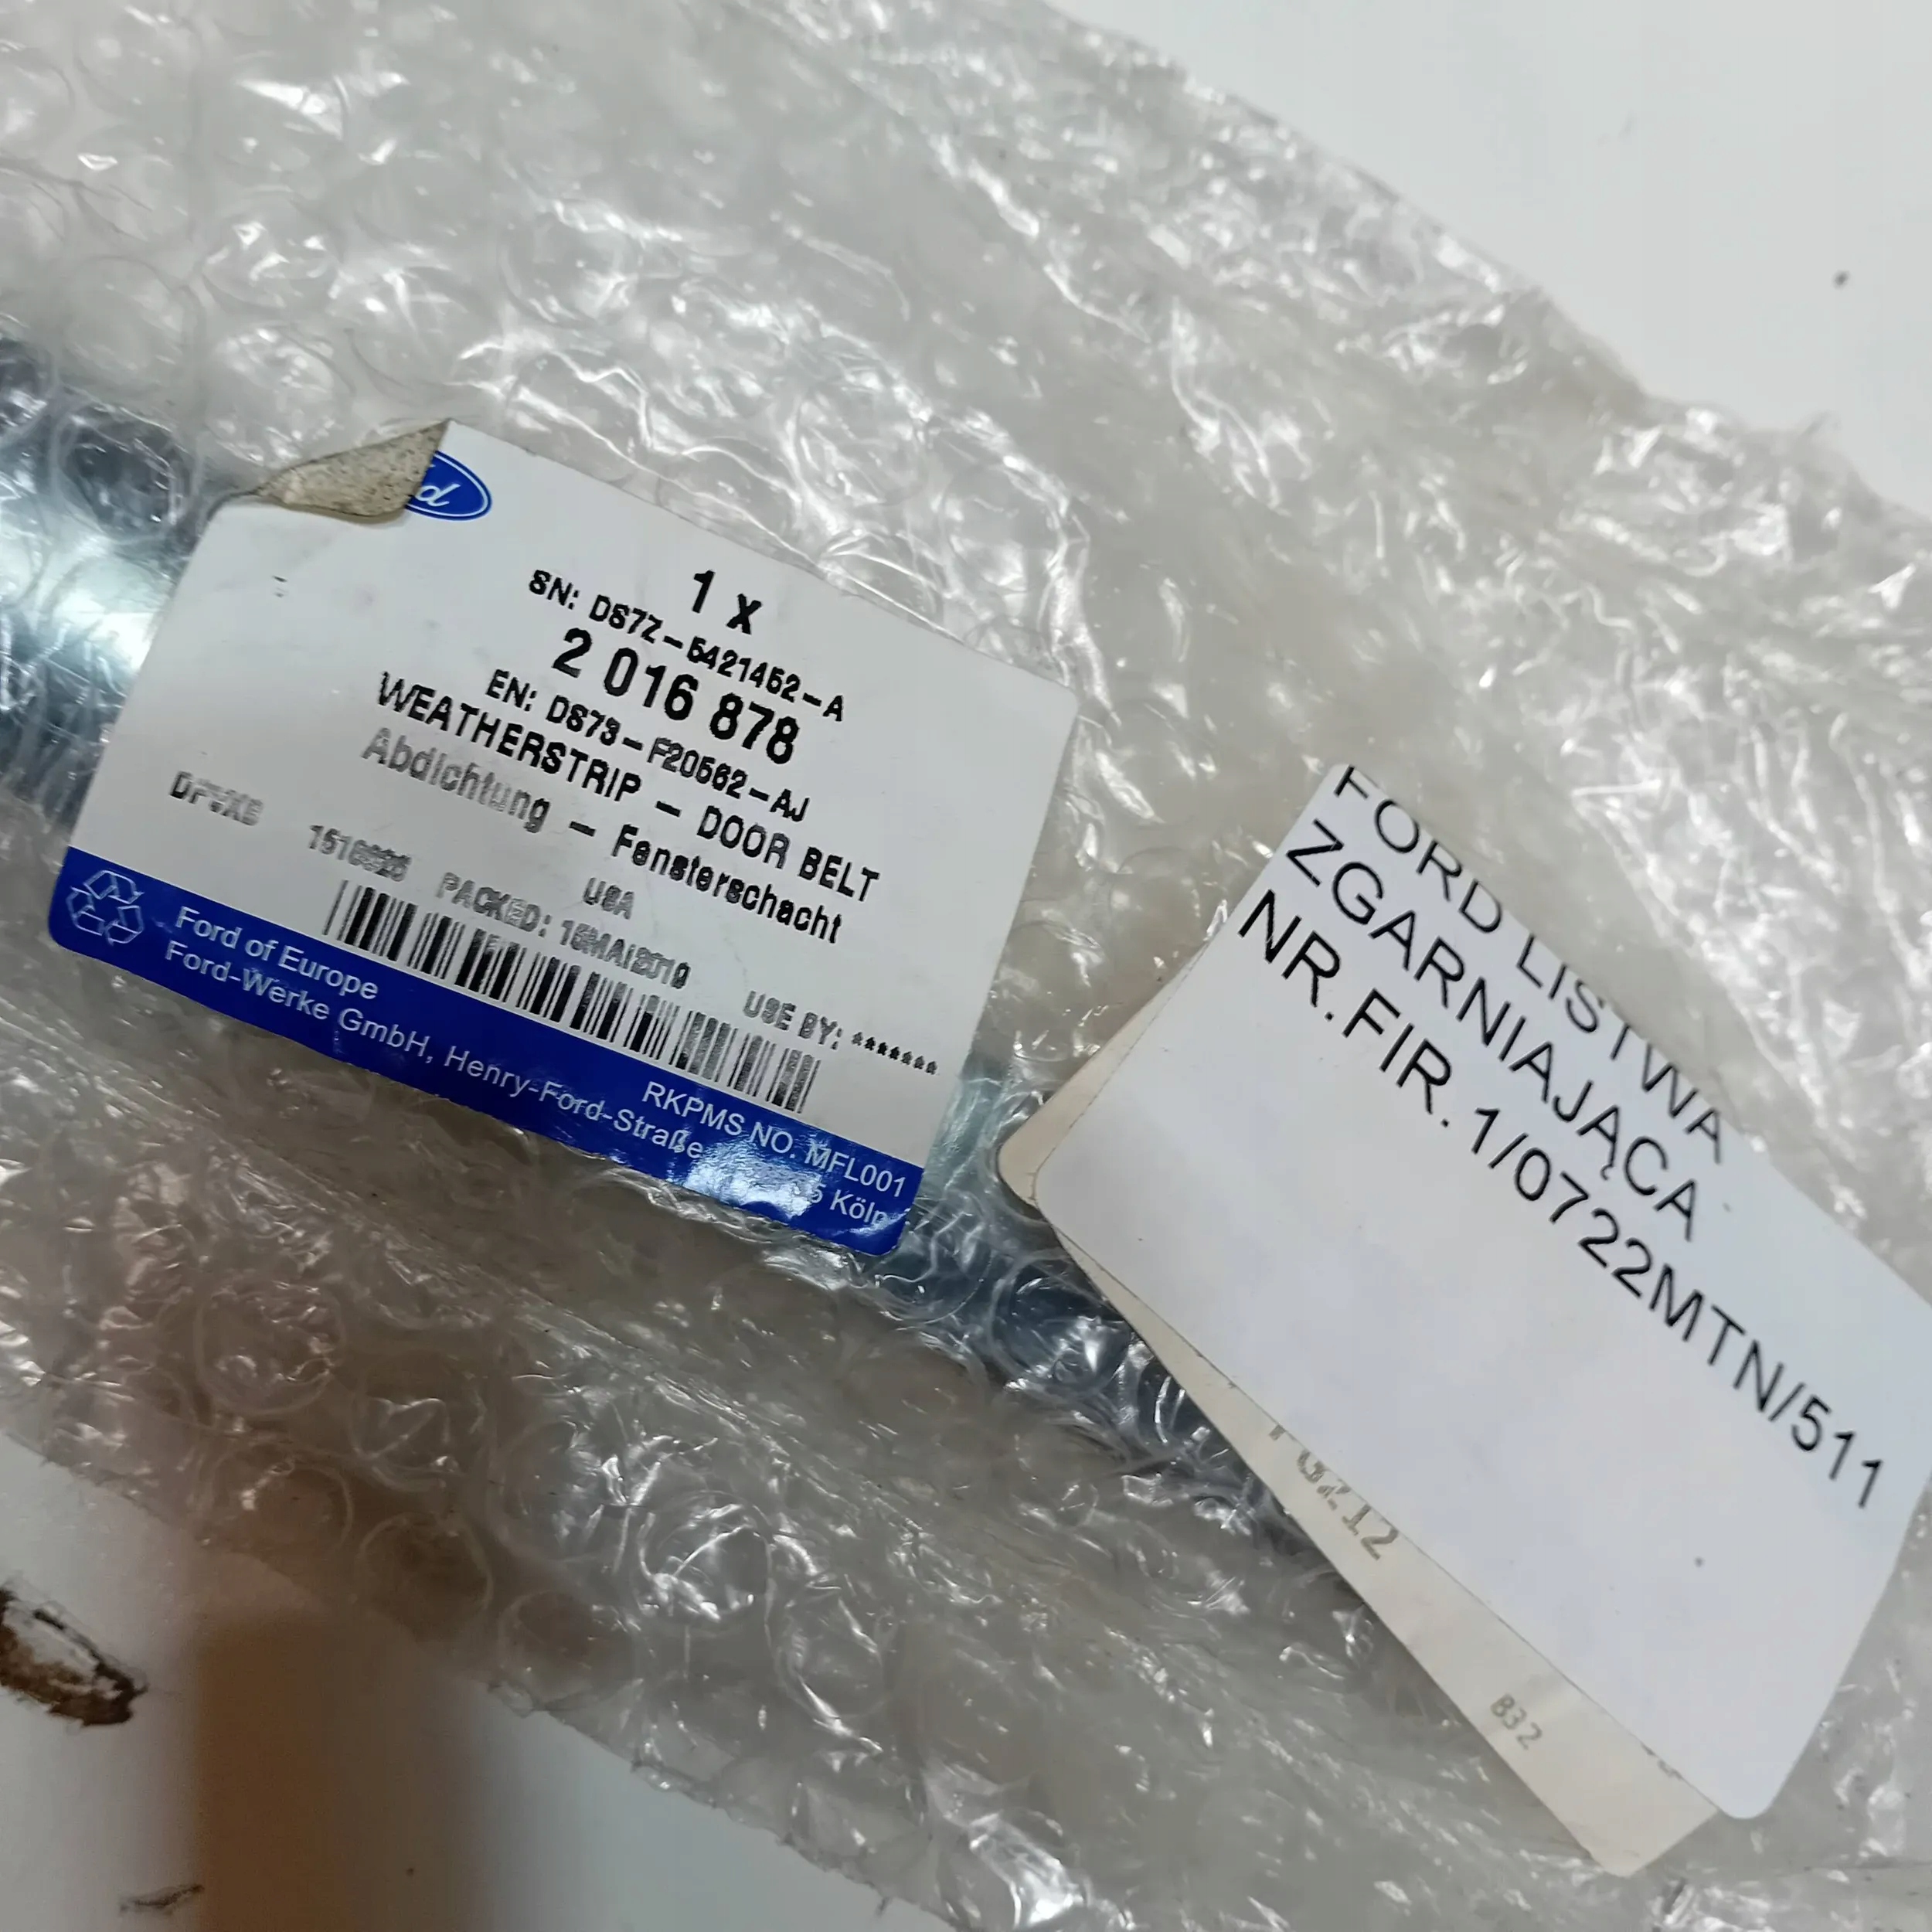 1 X
SN: DS7Z-5421452-A
2 016 878
EN: DS73-F20562-AJ
WEATHERSTRIP - DOOR BELT
Abdichtung - Fensterschacht
USA
PACKED: 15MAI2019
USE BY: *******
RKPMS NO. MFL001
Ford of Europe
Ford-Werke GmbH, Henry-Ford-Straße
Köln
FORD LISTWA
ZGARNIAJĄCA
NR.FIR.1/0722MTN/511
832